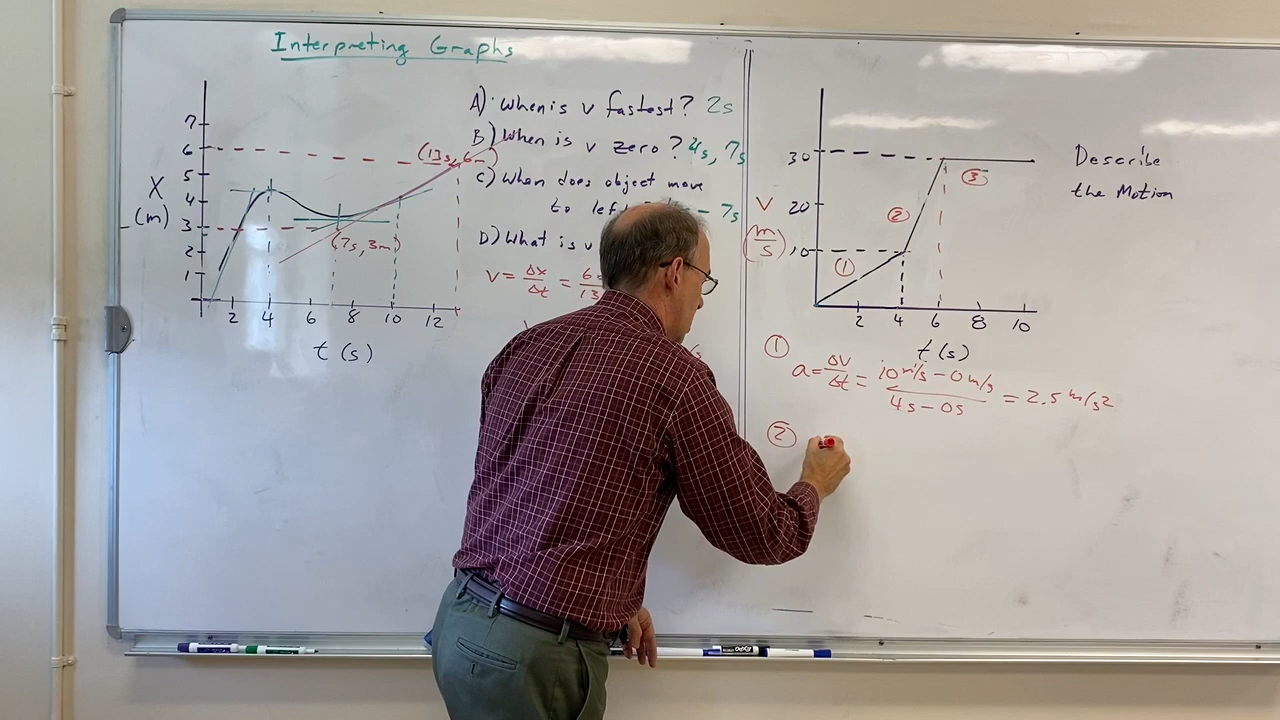 Interpreting Graphs
7
6
5
4
3
2
1
X
(m)
2 4 6 8 10 12
t (s)
(13s, 6m)
(7s, 3m)
A) When is v fastest? 2s
B) When is v zero? 4s, 7s
C) When does object move
to left? – 7s
D) What is v
V = Δx/Δt = 6
13
V
(m/s)
30
20
10
2 4 6 8 10
t (s)
①
②
③
Describe
the Motion
①
a = Δv/Δt = 10 m/s – 0 m/s / 4s – 0s = 2.5 m/s²
②